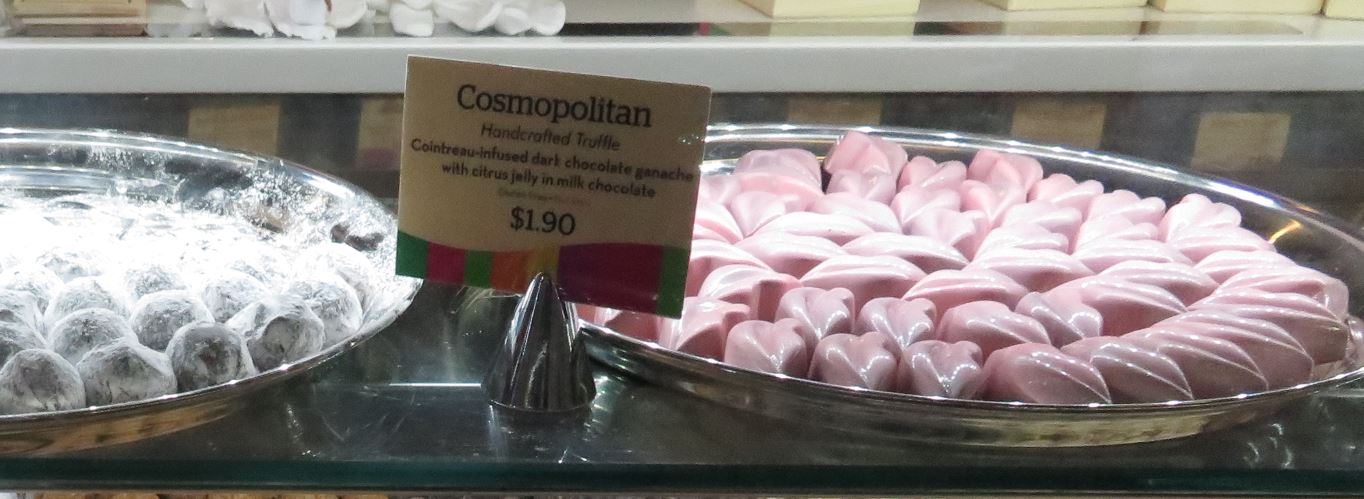 Cosmopolitan
Handcrafted Truffle
Cointreau-infused dark chocolate ganache
with citrus jelly in milk chocolate
$1.90